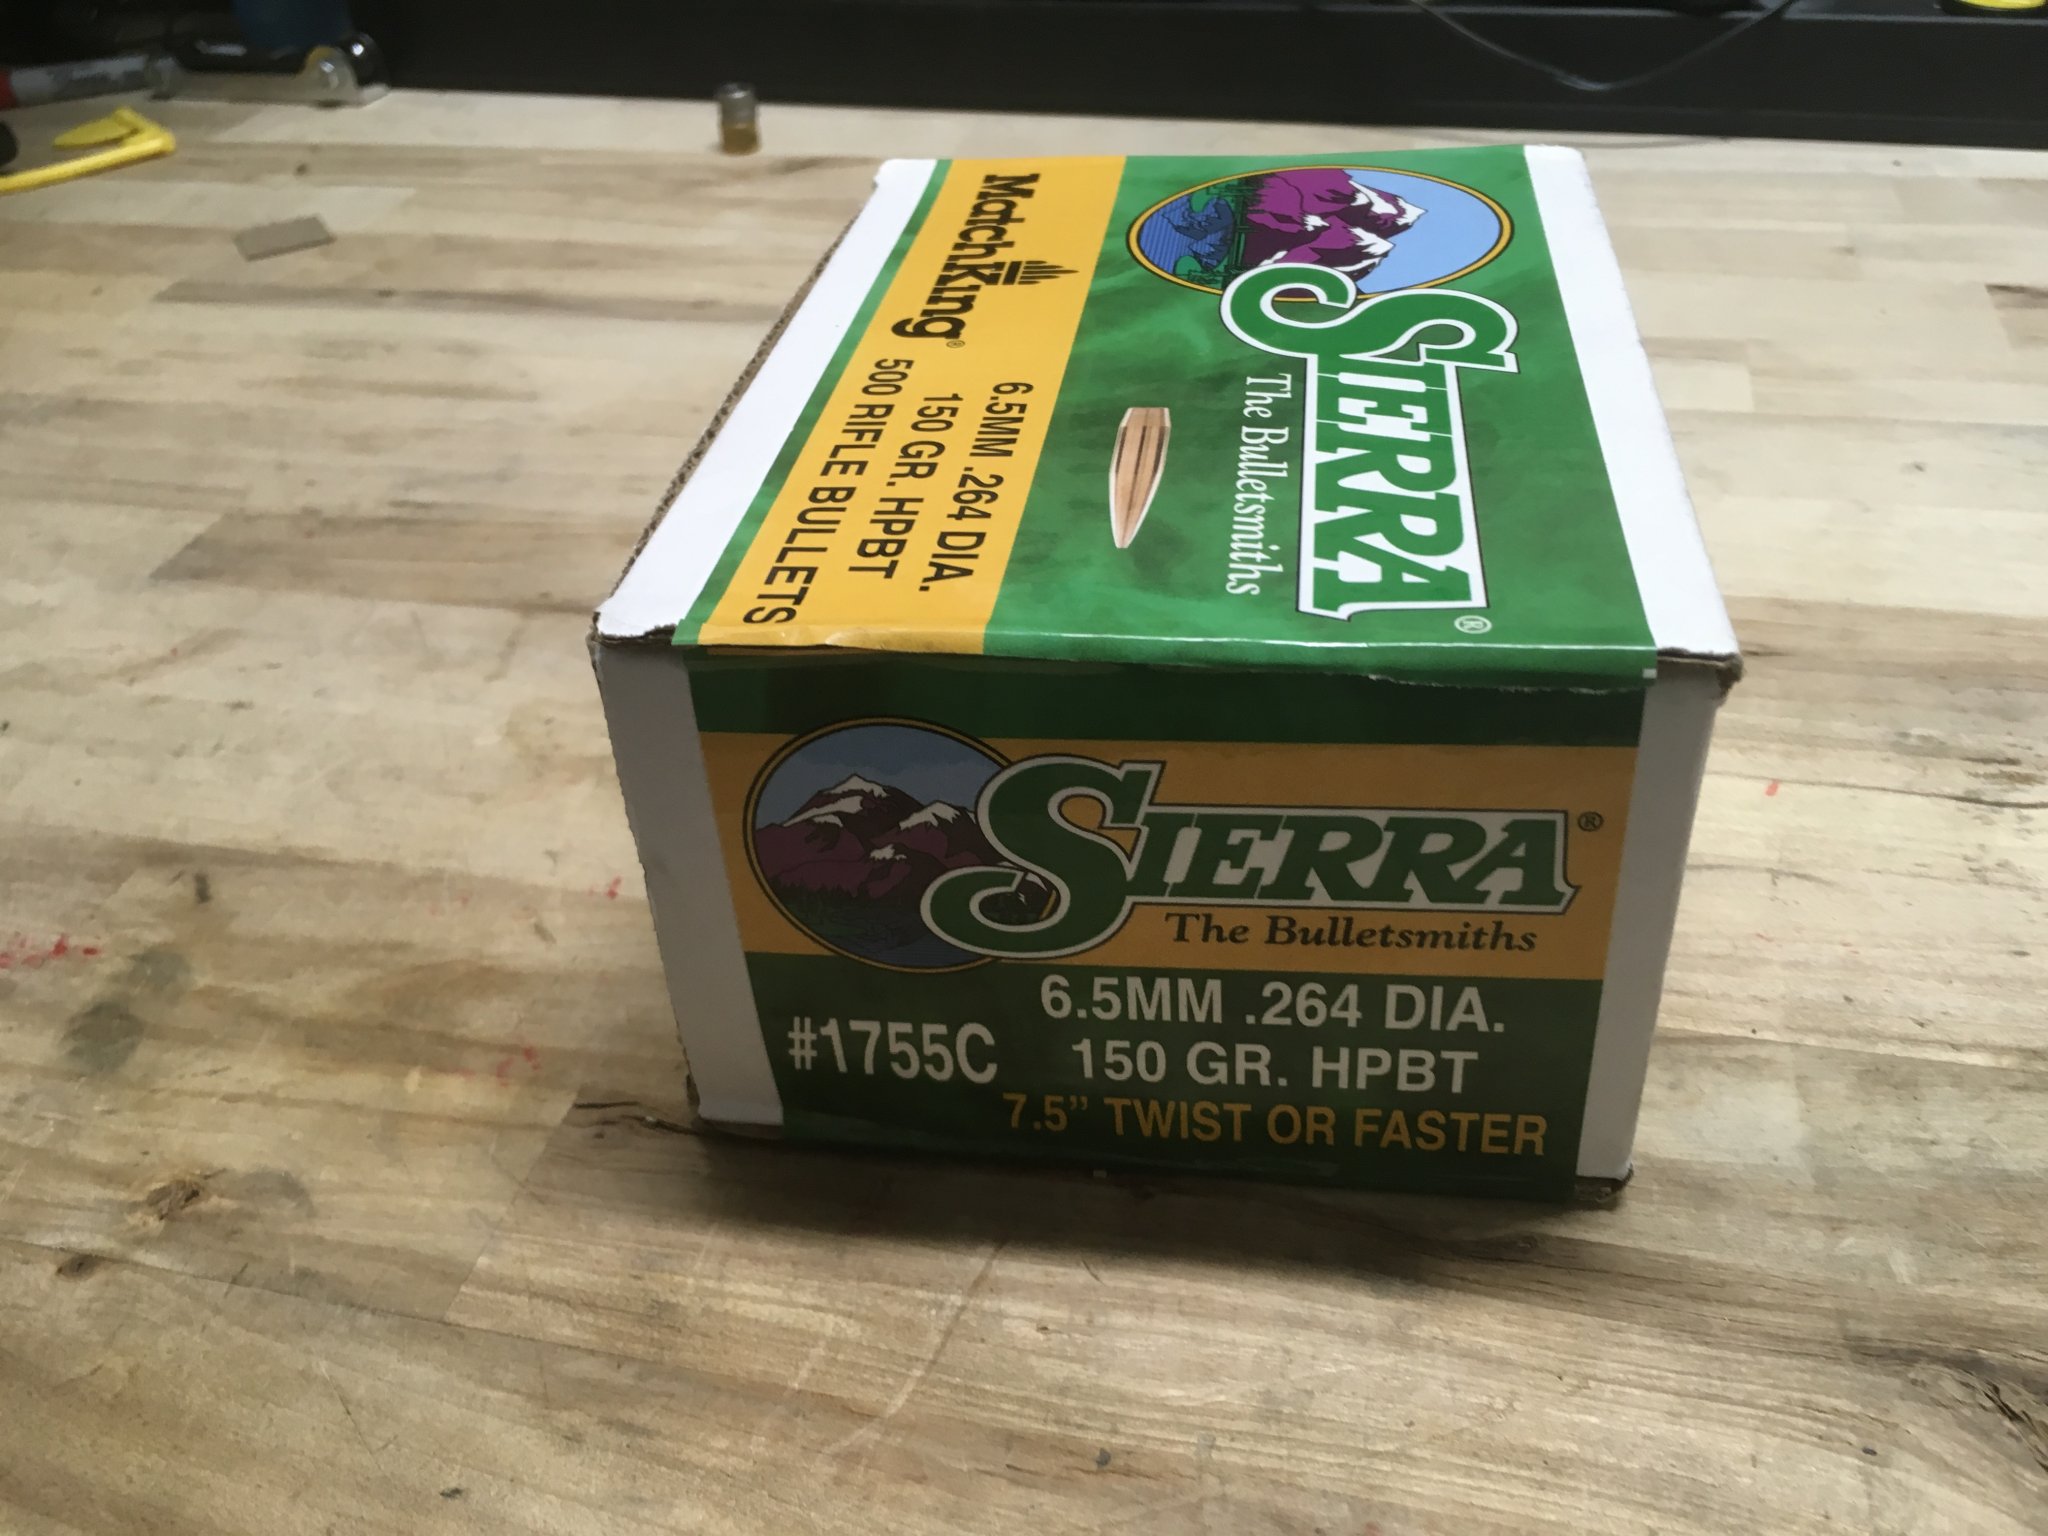 SIERRA®
The Bulletsmiths
MatchKing®
6.5MM .264 DIA.
150 GR. HPBT
500 RIFLE BULLETS
SIERRA®
The Bulletsmiths
#1755C
6.5MM .264 DIA.
150 GR. HPBT
7.5” TWIST OR FASTER